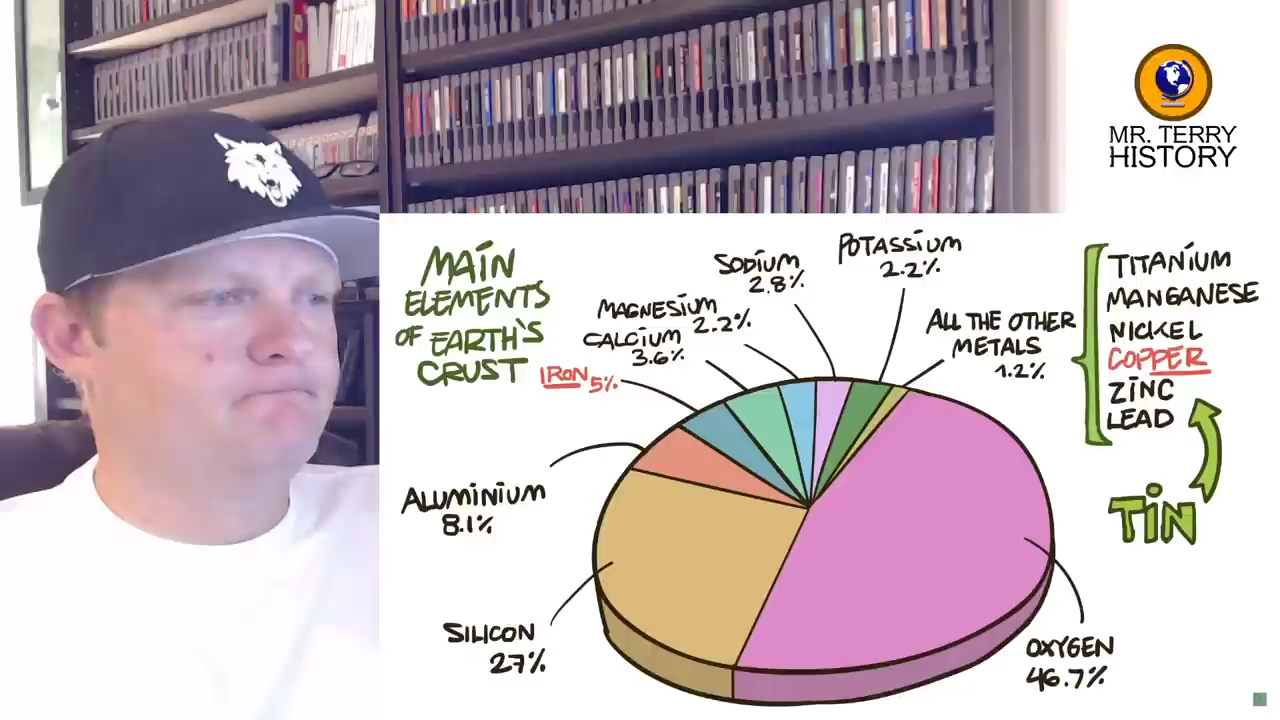 MR. TERRY
HISTORY
MAIN
ELEMENTS
OF EARTH'S
CRUST
IRON 5%
CALCIUM
3.6%
MAGNESIUM
2.2%
SODIUM
2.8%
POTASSIUM
2.2%
ALL THE OTHER
METALS
1.2%
TITANIUM
MANGANESE
NICKEL
COPPER
ZINC
LEAD
TIN
ALUMINIUM
8.1%
SILICON
27%
OXYGEN
46.7%